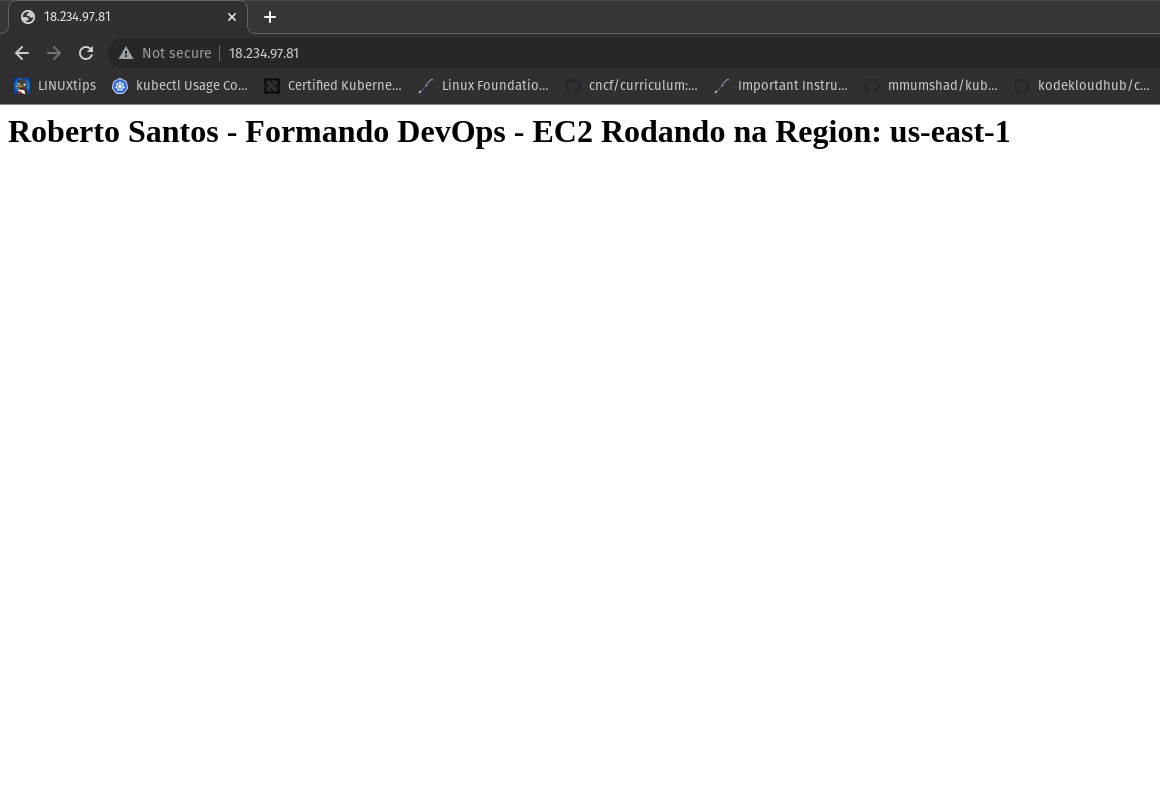 18.234.97.81
Not secure 18.234.97.81
LINUXtips kubectl Usage Co... Certified Kuberne... Linux Foundatio... cncf/curriculum:... Important Instru... mmumshad/kub... kodekloudhub/c...
Roberto Santos - Formando DevOps - EC2 Rodando na Region: us-east-1